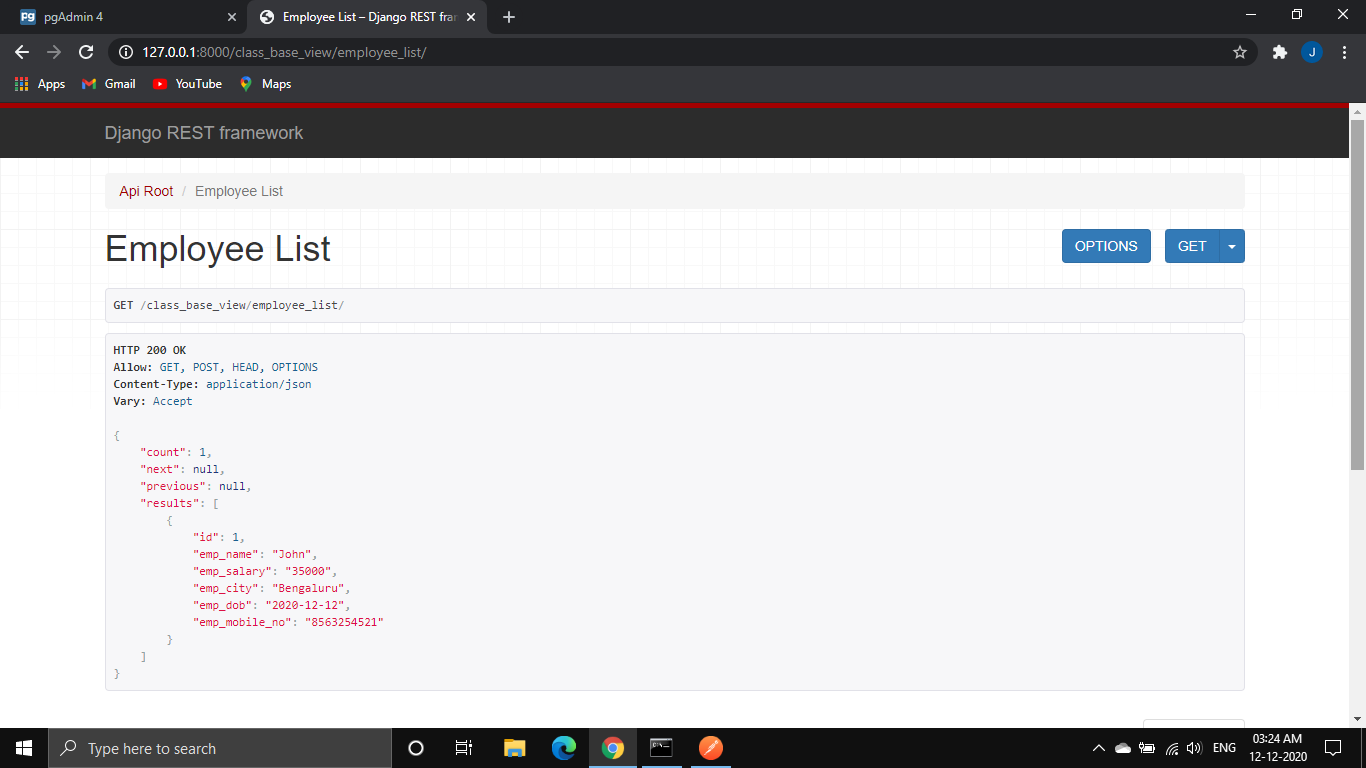 pgAdmin 4
Employee List – Django REST fra
127.0.0.1:8000/class_base_view/employee_list/
J
Apps Gmail YouTube Maps
Django REST framework
Api Root / Employee List
Employee List
OPTIONS GET
GET /class_base_view/employee_list/
HTTP 200 OK
Allow: GET, POST, HEAD, OPTIONS
Content-Type: application/json
Vary: Accept
{
    "count": 1,
    "next": null,
    "previous": null,
    "results": [
        {
            "id": 1,
            "emp_name": "John",
            "emp_salary": "35000",
            "emp_city": "Bengaluru",
            "emp_dob": "2020-12-12",
            "emp_mobile_no": "8563254521"
        }
    ]
}
Type here to search
ENG
03:24 AM
12-12-2020